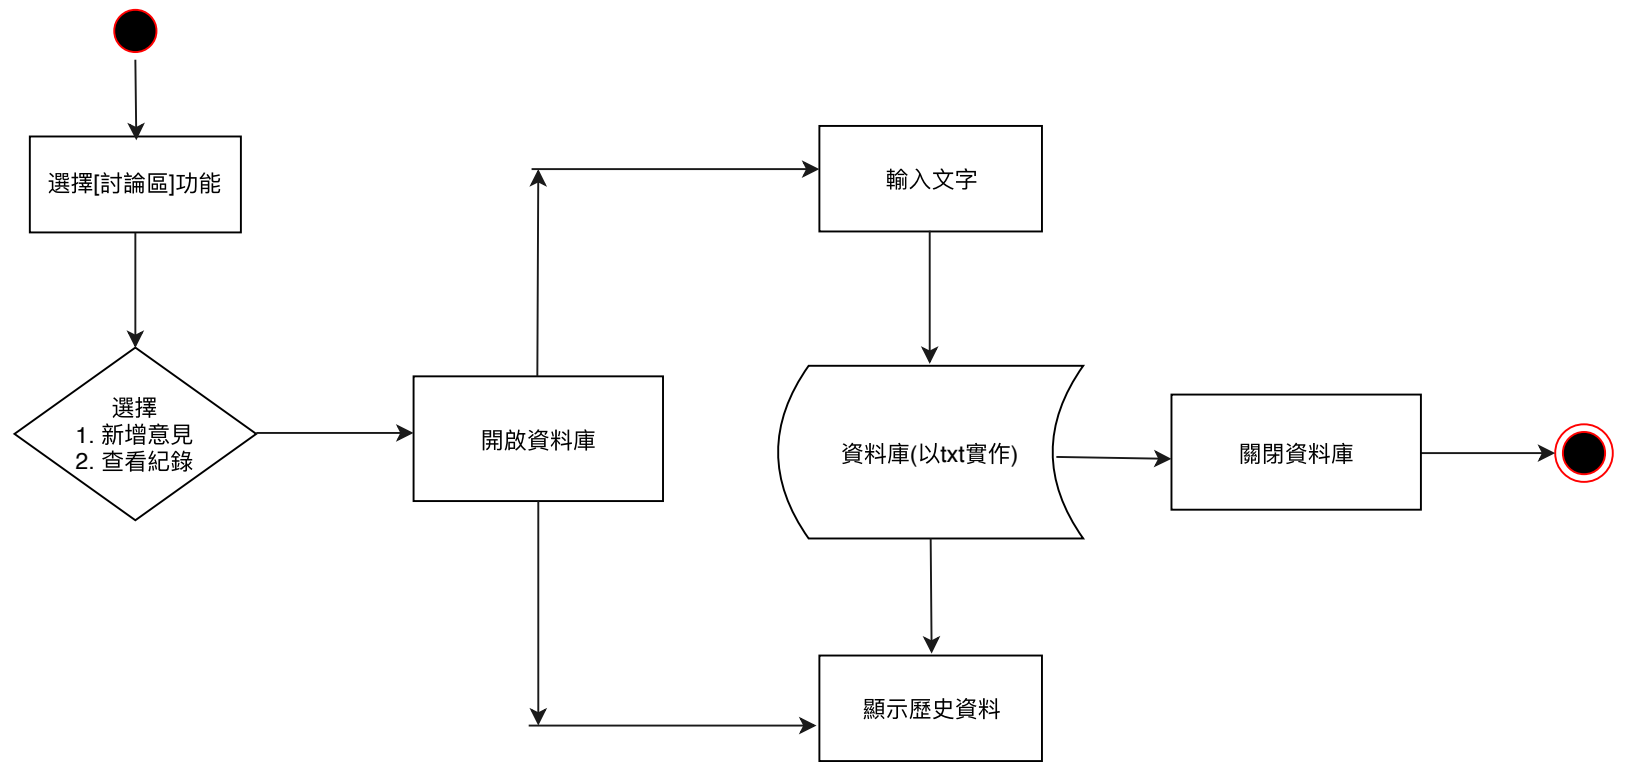 選擇[討論區]功能
選擇
1. 新增意見
2. 查看紀錄
開啟資料庫
輸入文字
資料庫(以txt實作)
關閉資料庫
顯示歷史資料